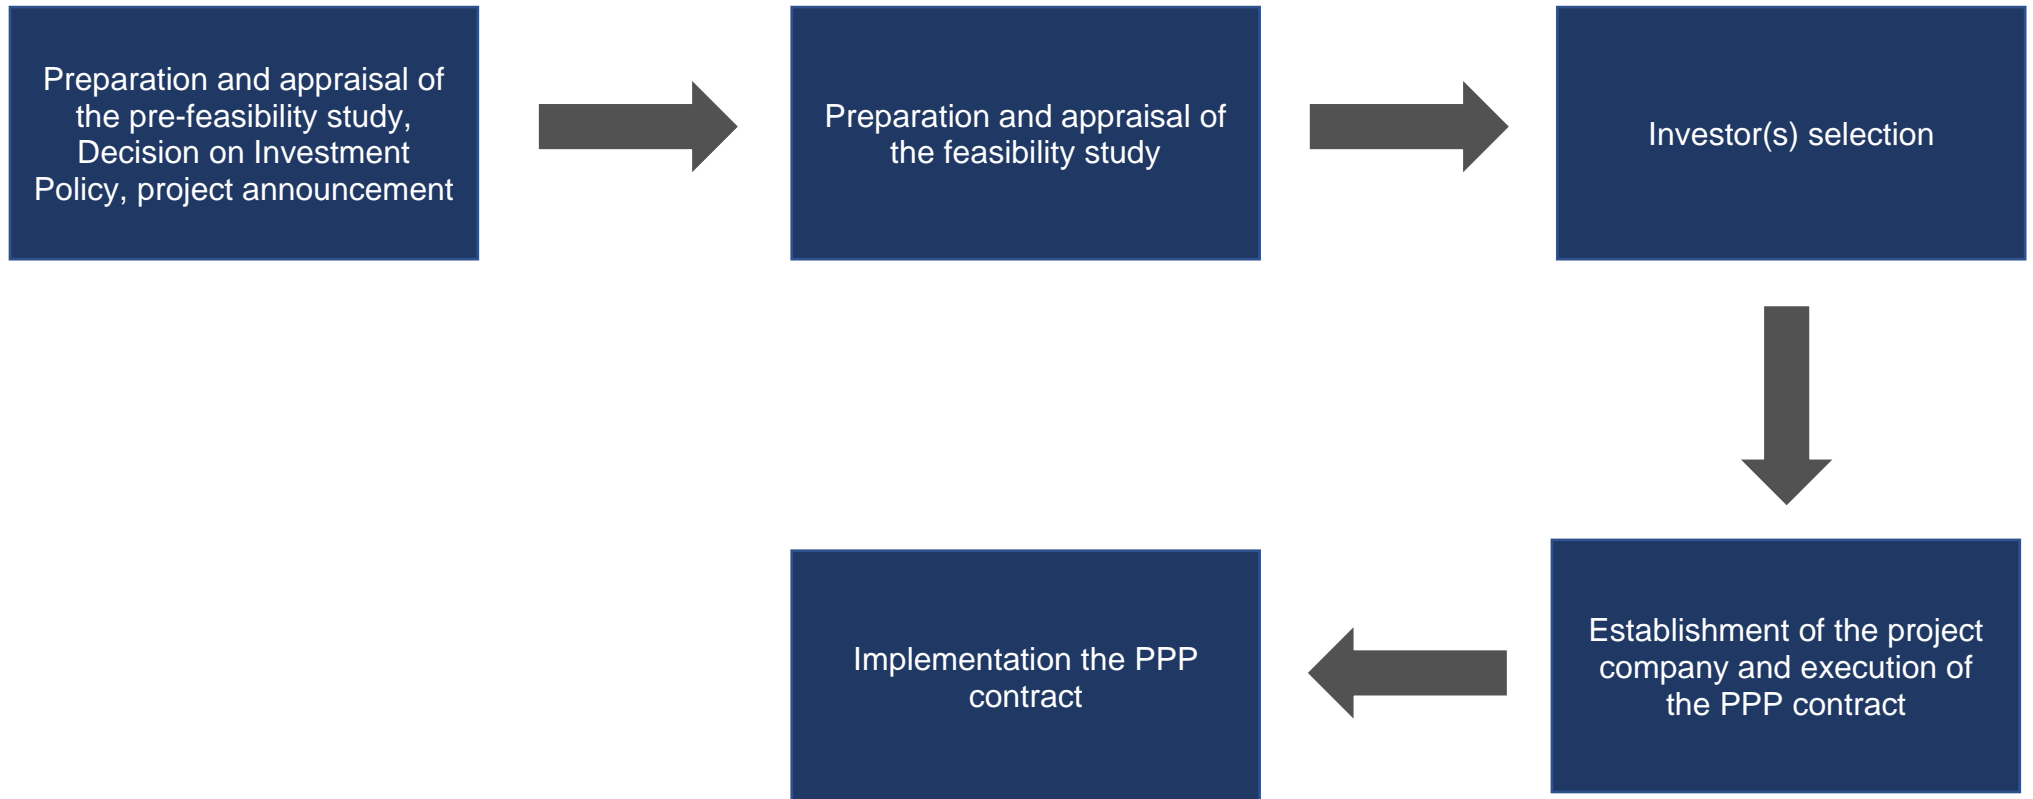 Preparation and appraisal of
the pre-feasibility study,
Decision on Investment
Policy, project announcement
Preparation and appraisal of
the feasibility study
Investor(s) selection
Establishment of the project
company and execution of
the PPP contract
Implementation the PPP
contract